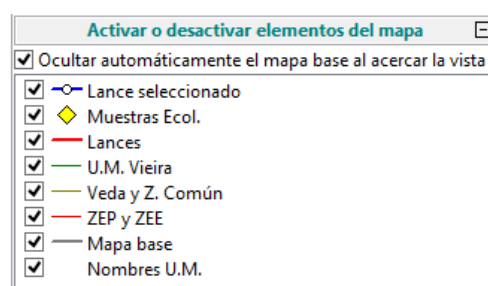 Activar o desactivar elementos del mapa
Ocultar automáticamente el mapa base al acercar la vista
Lance seleccionado
Muestras Ecol.
Lances
U.M. Vieira
Veda y Z. Común
ZEP y ZEE
Mapa base
Nombres U.M.